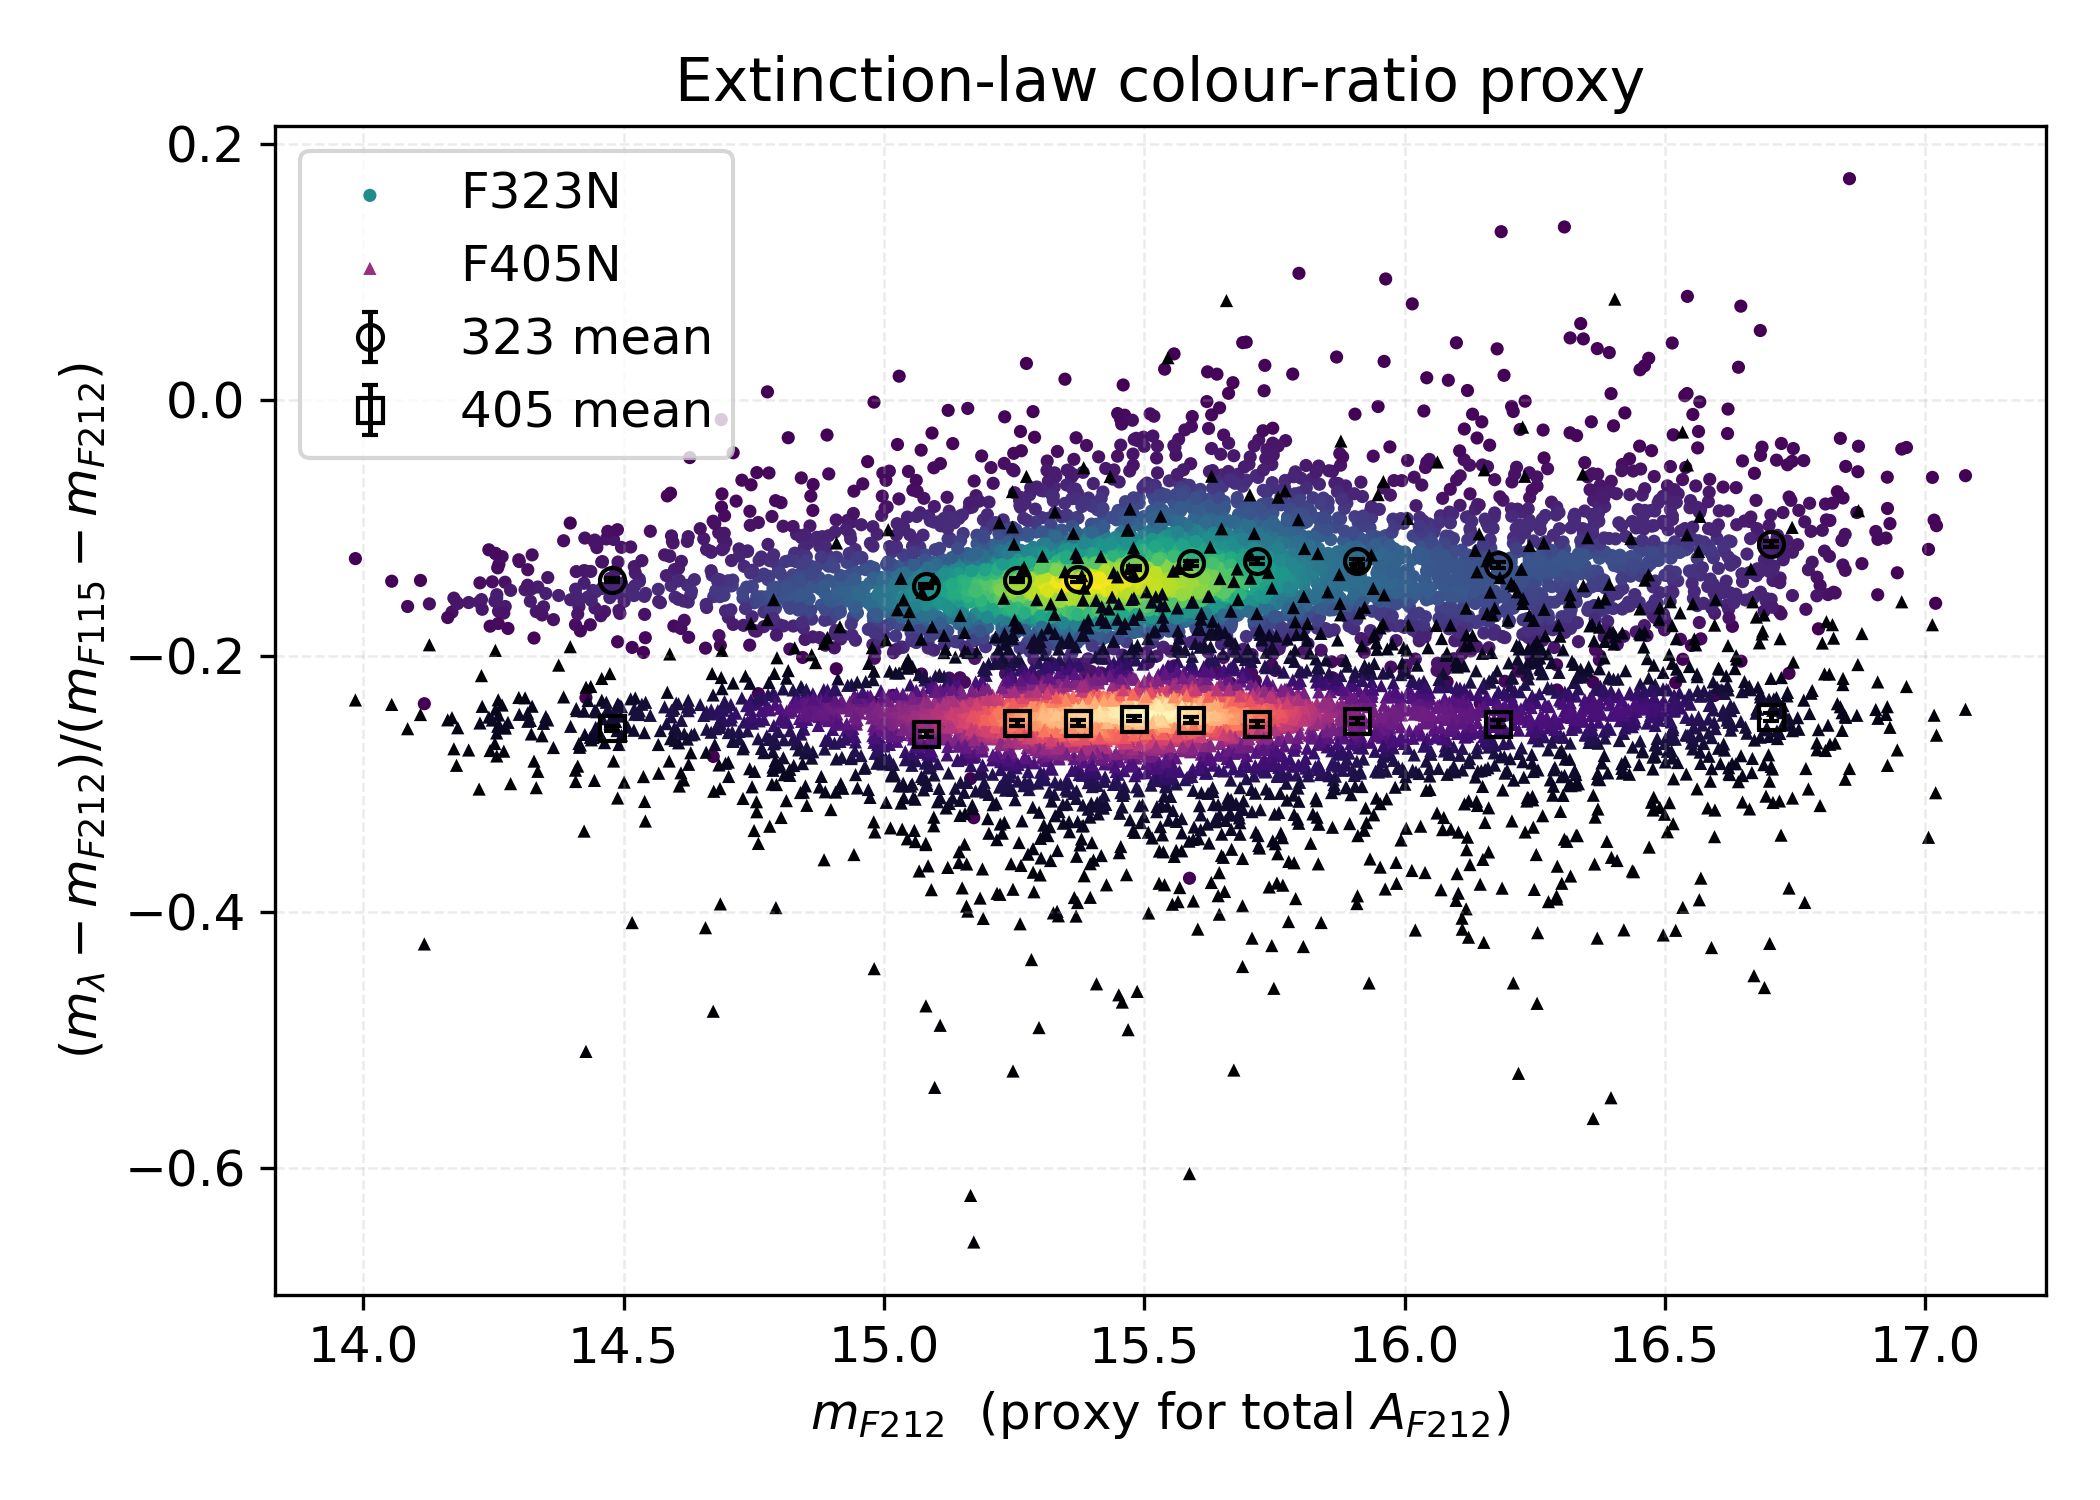 Extinction-law colour-ratio proxy
F323N
F405N
323 mean
405 mean
0.2
0.0
−0.2
−0.4
−0.6
(m_λ − m_F212)/(m_F115 − m_F212)
14.0 14.5 15.0 15.5 16.0 16.5 17.0
m_F212 (proxy for total A_F212)